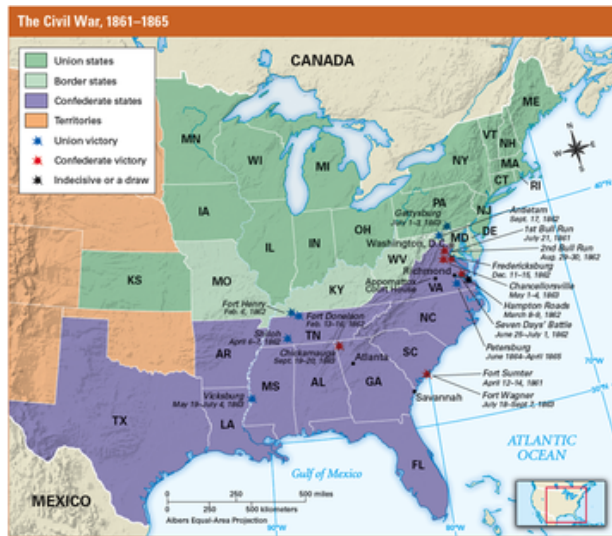 The Civil War, 1861–1865
Union states
Border states
Confederate states
Territories
Union victory
Confederate victory
Indecisive or a draw
CANADA
ME
VT
NH
MN
WI
MI
NY
MA
CT
RI
N
W
E
S
40°N
PA
NJ
Gettysburg
July 1–3, 1863
Antietam
Sept. 17, 1862
IA
OH
IL
IN
Washington, D.C.
MD
DE
1st Bull Run
July 21, 1861
2nd Bull Run
Aug. 29–30, 1862
WV
KS
MO
KY
Richmond
VA
Appomattox
Court House
Fredericksburg
Dec. 11–15, 1862
Chancellorsville
May 1–4, 1863
Hampton Roads
March 8–9, 1862
Seven Days' Battle
June 25–July 1, 1862
Petersburg
June 1864–April 1865
Fort Henry
Feb. 6, 1862
Fort Donelson
Feb. 13–16, 1862
Shiloh
April 6–7, 1862
TN
NC
AR
Chickamauga
Sept. 19–20, 1863
Atlanta
SC
MS
AL
GA
Fort Sumter
April 12–14, 1861
Fort Wagner
July 18–Sept. 7, 1863
Savannah
Vicksburg
May 19–July 4, 1863
TX
LA
FL
70°W
30°N
ATLANTIC
OCEAN
Gulf of Mexico
MEXICO
0
250
500 miles
0
250
500 kilometers
Albers Equal-Area Projection
90°W
80°W